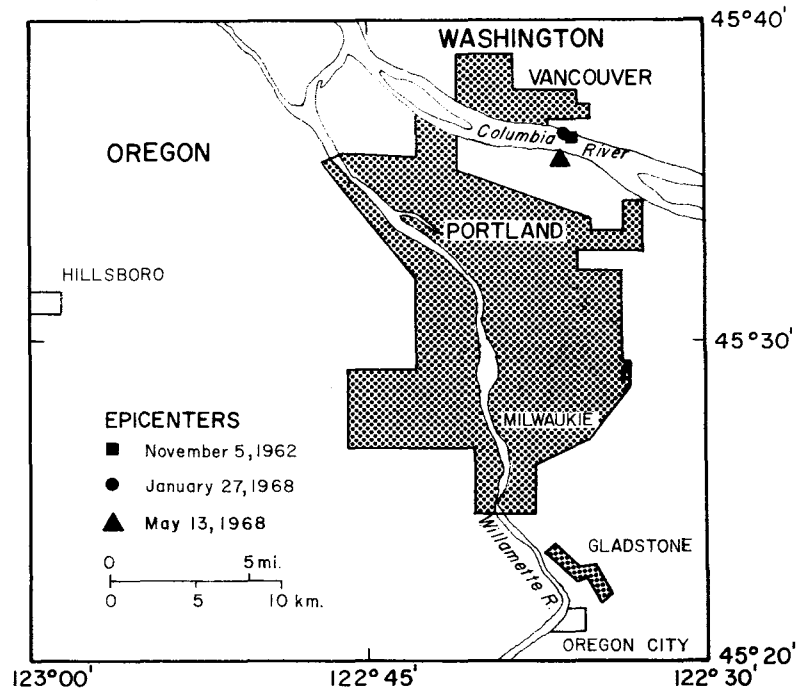 45°40'
WASHINGTON
VANCOUVER
Columbia
River
OREGON
PORTLAND
HILLSBORO
45°30'
MILWAUKIE
EPICENTERS
November 5, 1962
January 27, 1968
May 13, 1968
0 5 mi.
0 5 10 km.
Willamette R.
GLADSTONE
OREGON CITY
45°20'
123°00' 122°45' 122°30'